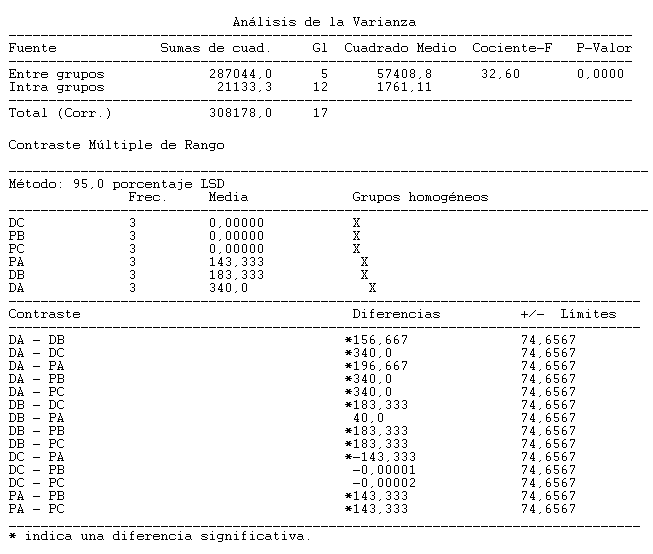 Análisis de la Varianza
Fuente Sumas de cuad. Gl Cuadrado Medio Cociente-F P-Valor
Entre grupos 287044,0 5 57408,8 32,60 0,0000
Intra grupos 21133,3 12 1761,11
Total (Corr.) 308178,0 17
Contraste Múltiple de Rango
Método: 95,0 porcentaje LSD
Frec. Media Grupos homogéneos
DC 3 0,00000 X
PB 3 0,00000 X
PC 3 0,00000 X
PA 3 143,333 X
DB 3 183,333 X
DA 3 340,0 X
Contraste Diferencias +/- Límites
DA - DB *156,667 74,6567
DA - DC *340,0 74,6567
DA - PA *196,667 74,6567
DA - PB *340,0 74,6567
DA - PC *340,0 74,6567
DB - DC *183,333 74,6567
DB - PA 40,0 74,6567
DB - PB *183,333 74,6567
DB - PC *183,333 74,6567
DC - PA *-143,333 74,6567
DC - PB -0,00001 74,6567
DC - PC -0,00002 74,6567
PA - PB *143,333 74,6567
PA - PC *143,333 74,6567
* indica una diferencia significativa.